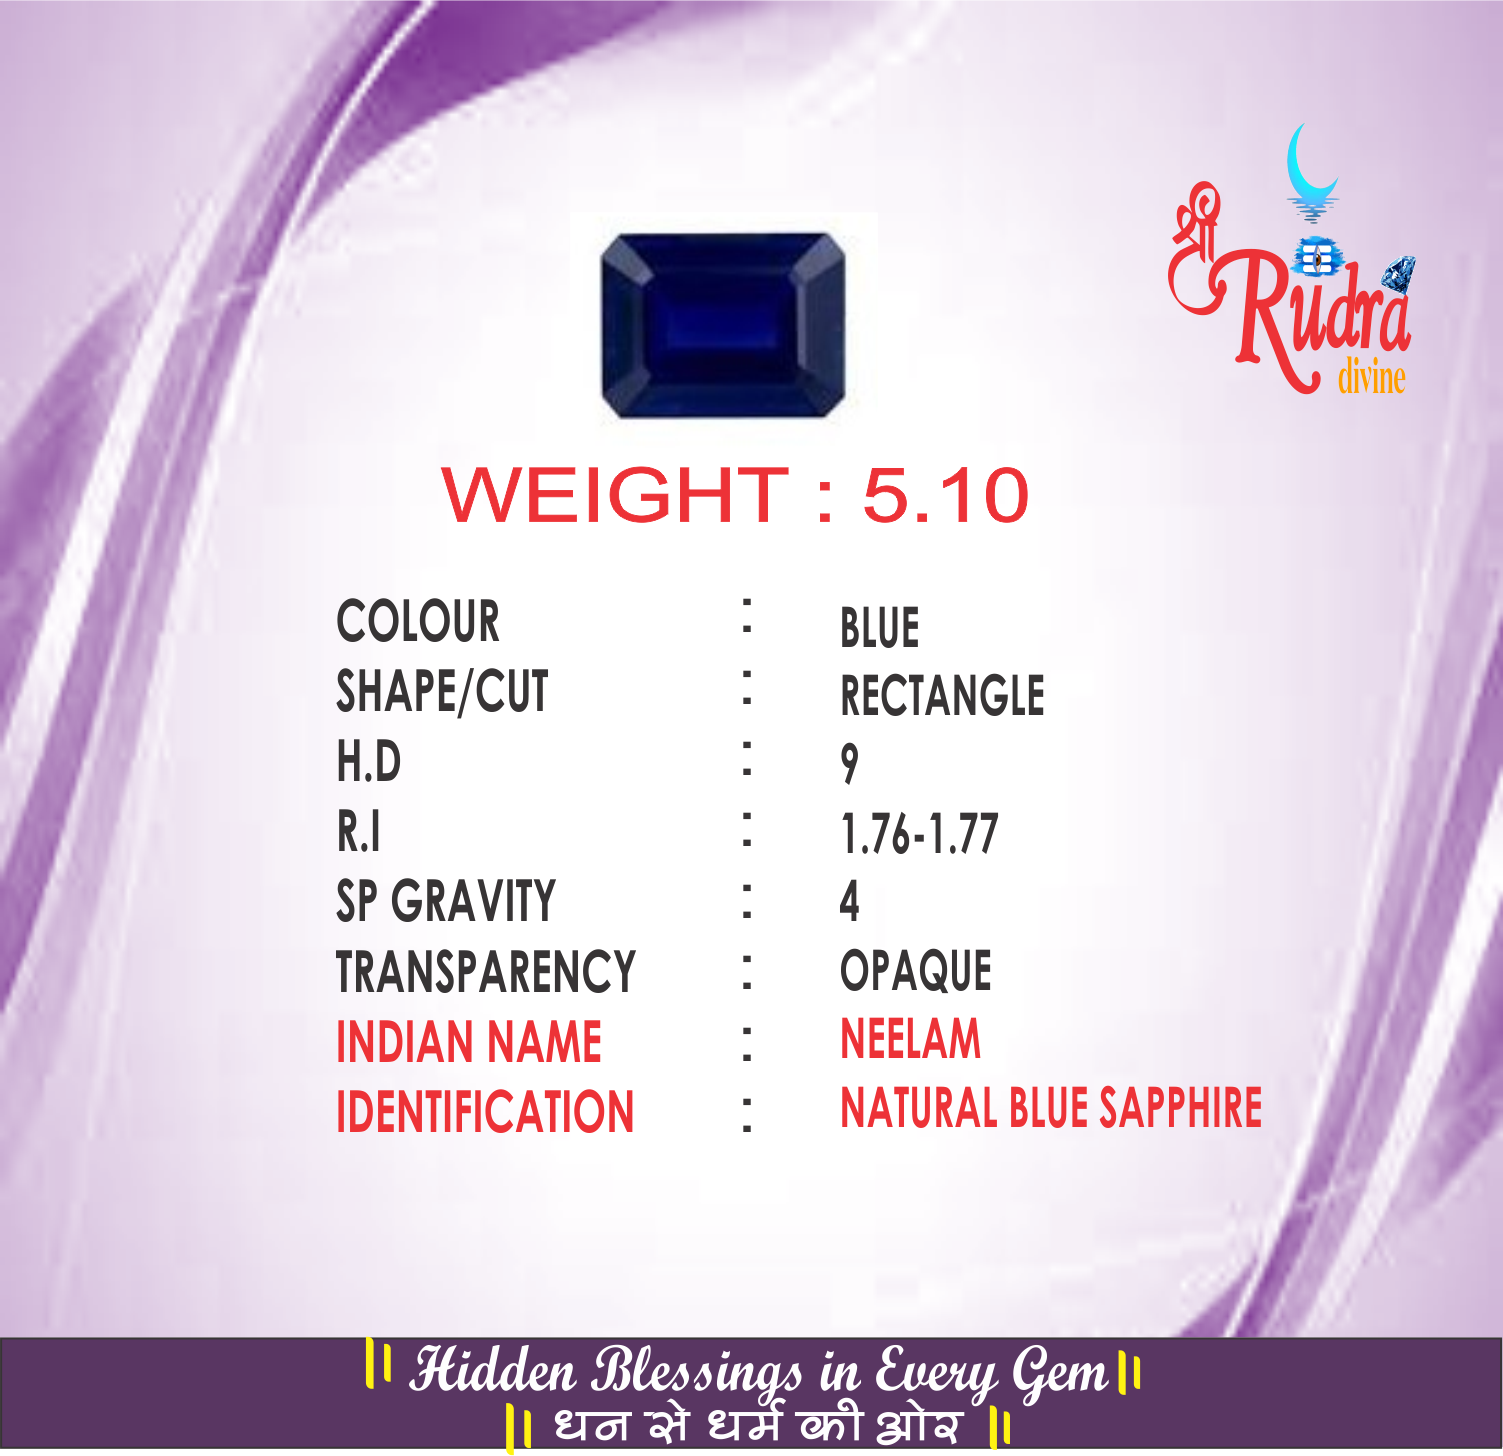 श्री
Rudra
divine
WEIGHT : 5.10
COLOUR : BLUE
SHAPE/CUT : RECTANGLE
H.D : 9
R.I : 1.76-1.77
SP GRAVITY : 4
TRANSPARENCY : OPAQUE
INDIAN NAME : NEELAM
IDENTIFICATION : NATURAL BLUE SAPPHIRE
|| Hidden Blessings in Every Gem ||
|| धन से धर्म की ओर ||